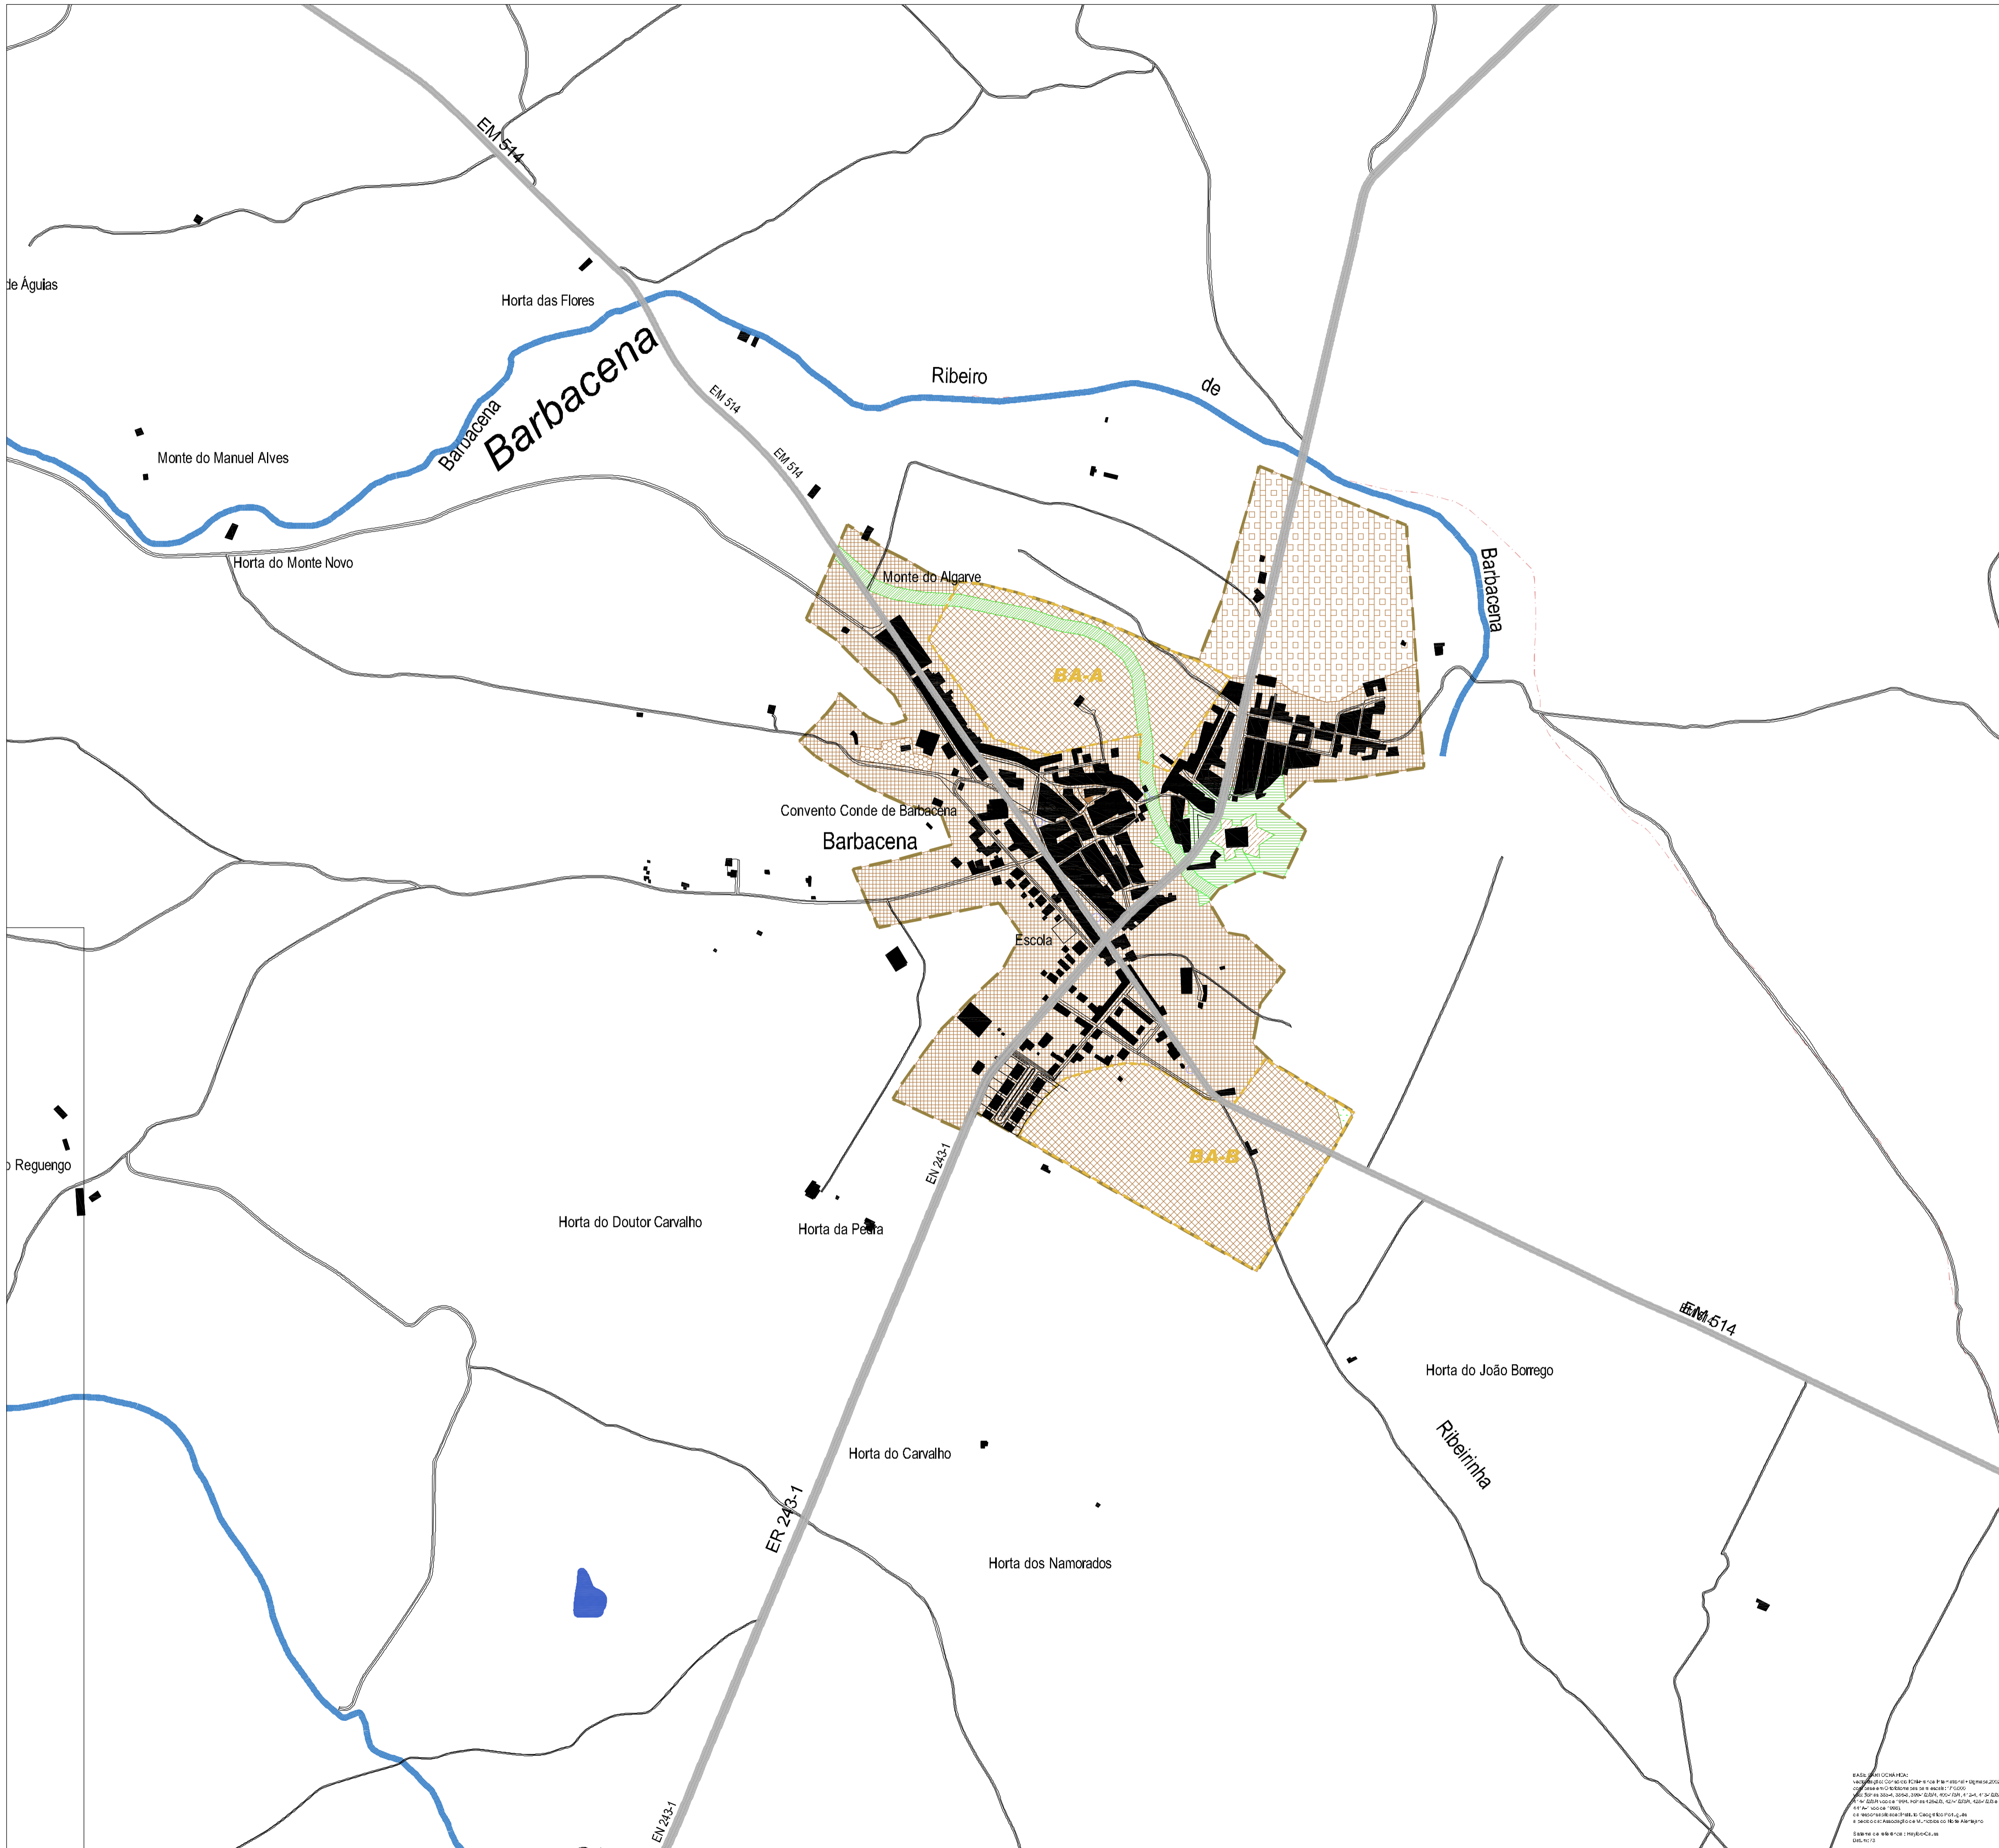 EM 514
de Águias
Horta das Flores
Barbacena
Barbacena
Ribeiro
de
Barbacena
EM 514
EM 514
Monte do Manuel Alves
Horta do Monte Novo
Monte do Algarve
BA-A
Convento Conde de Barbacena
Barbacena
Escola
EN 243-1
BA-B
o Reguengo
Horta do Doutor Carvalho
Horta da Pedra
EM 514
Horta do João Borrego
Ribeirinha
Horta do Carvalho
ER 243-1
Horta dos Namorados
EN 243-1